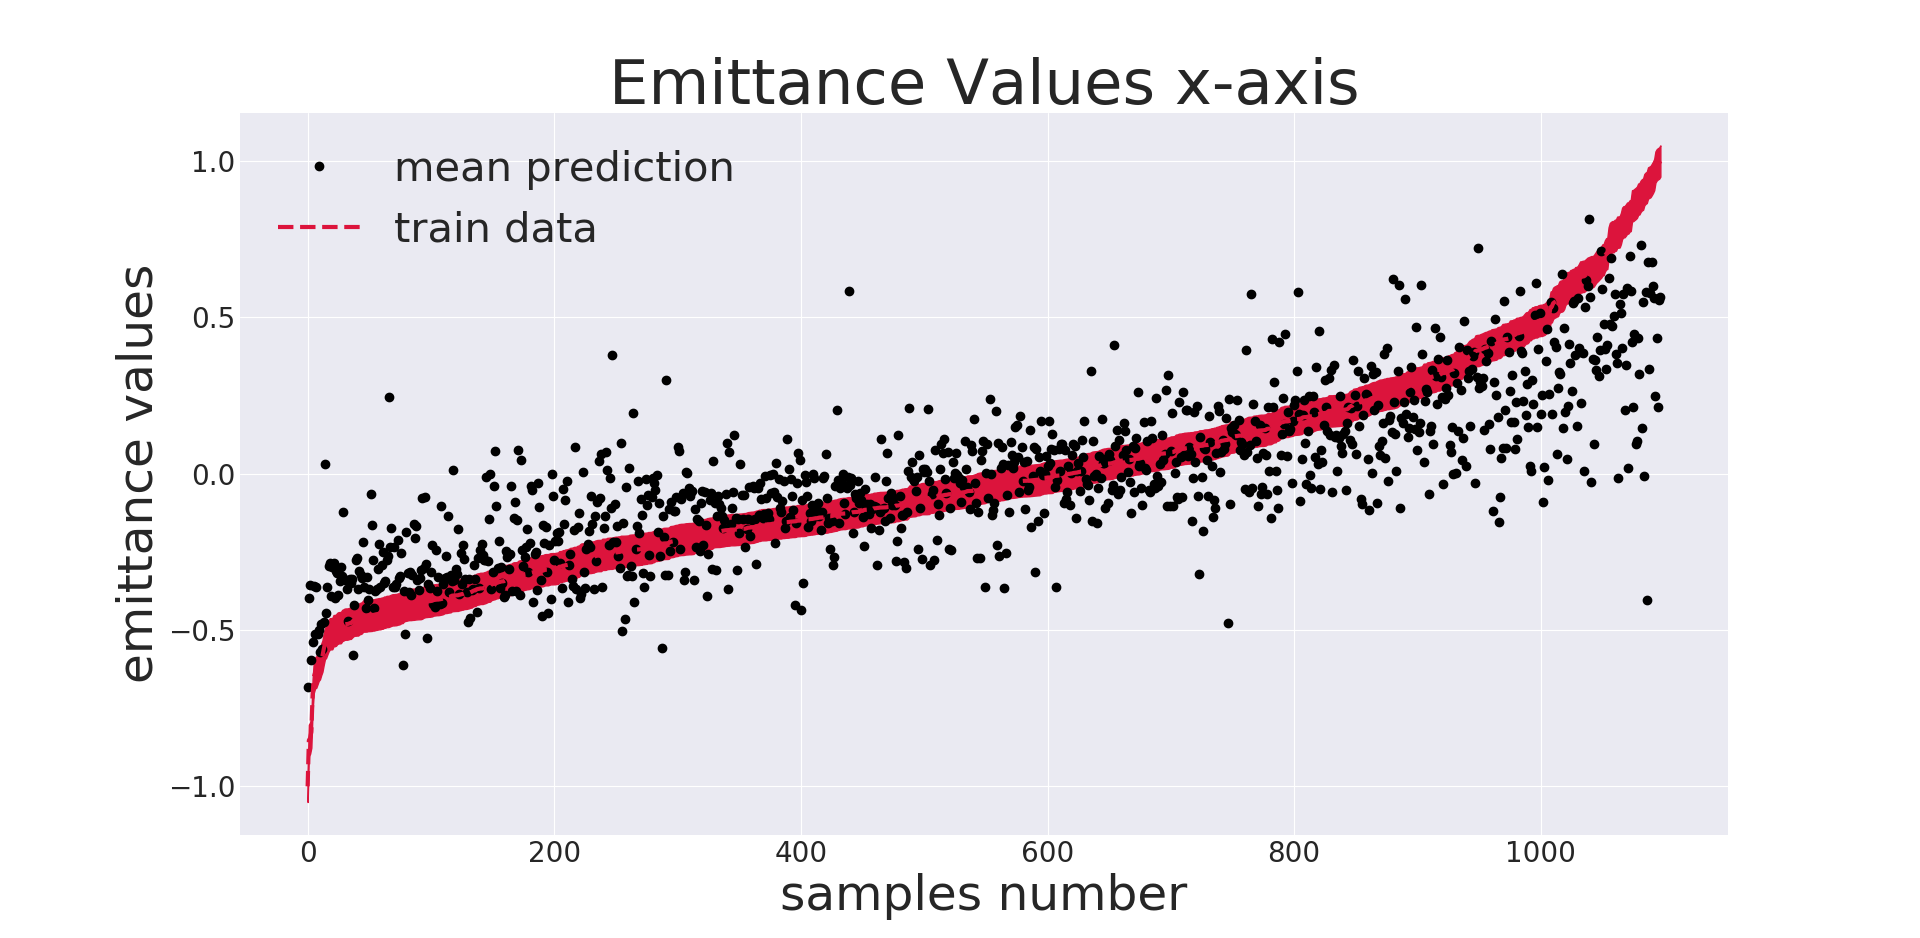 Emittance Values x-axis
mean prediction
train data
emittance values
1.0
0.5
0.0
−0.5
−1.0
0 200 400 600 800 1000
samples number